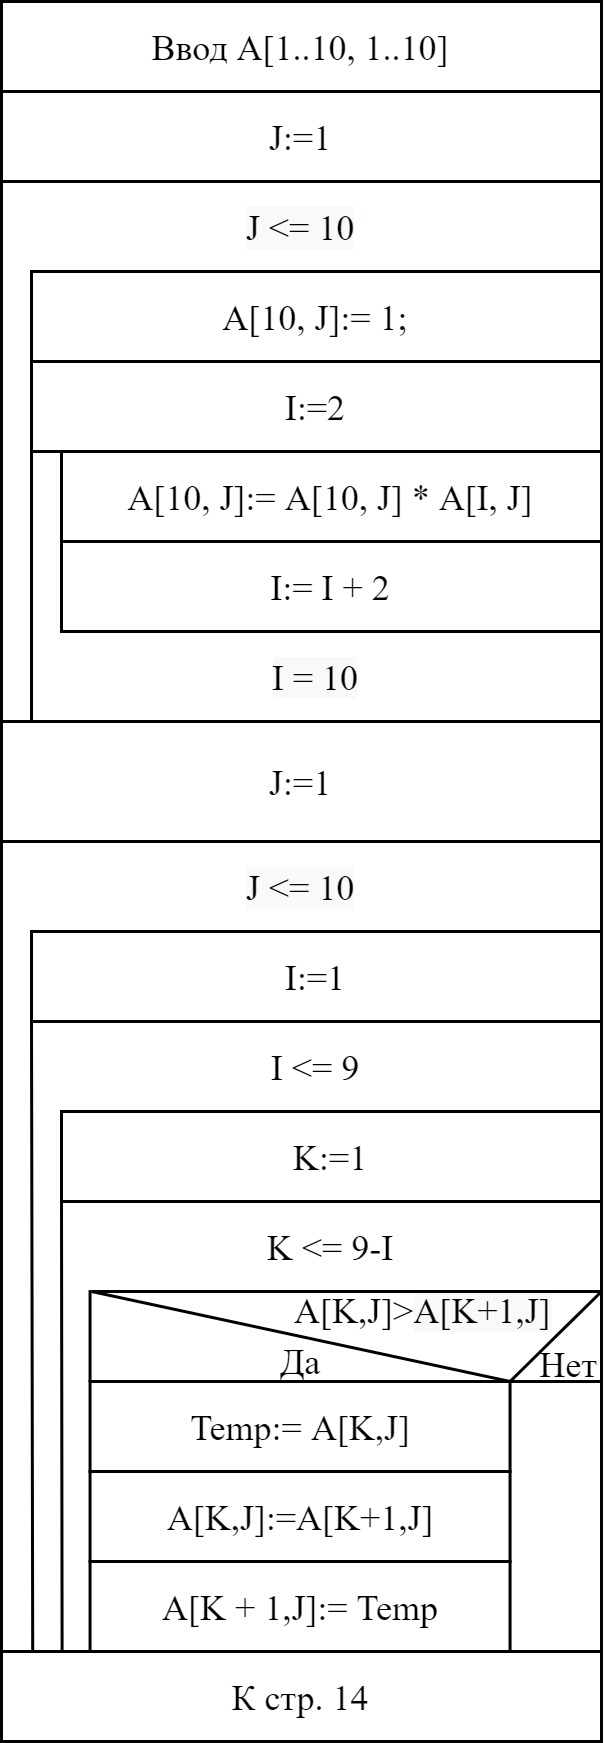 Ввод A[1..10, 1..10]
J:=1
J <= 10
A[10, J]:= 1;
I:=2
A[10, J]:= A[10, J] * A[I, J]
I:= I + 2
I = 10
J:=1
J <= 10
I:=1
I <= 9
K:=1
K <= 9-I
A[K,J]>A[K+1,J]
Да
Нет
Temp:= A[K,J]
A[K,J]:=A[K+1,J]
A[K + 1,J]:= Temp
К стр. 14